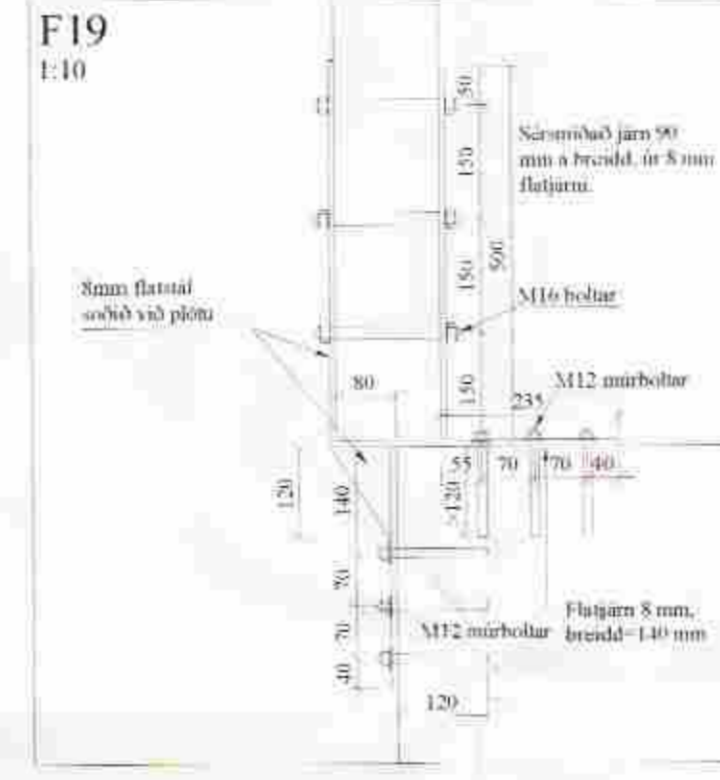 F19
1:10
50
Sérsmíðað járn 90
mm á breidd, úr 8 mm
flatjárni.
150
500
8mm flatstál
soðið við plötu
150
M16 boltar
80
150
M12 múrboltar
235
55
70
70
40
120
140
>120
70
70
M12 múrboltar
Flatjárn 8 mm,
breidd=140 mm
40
120